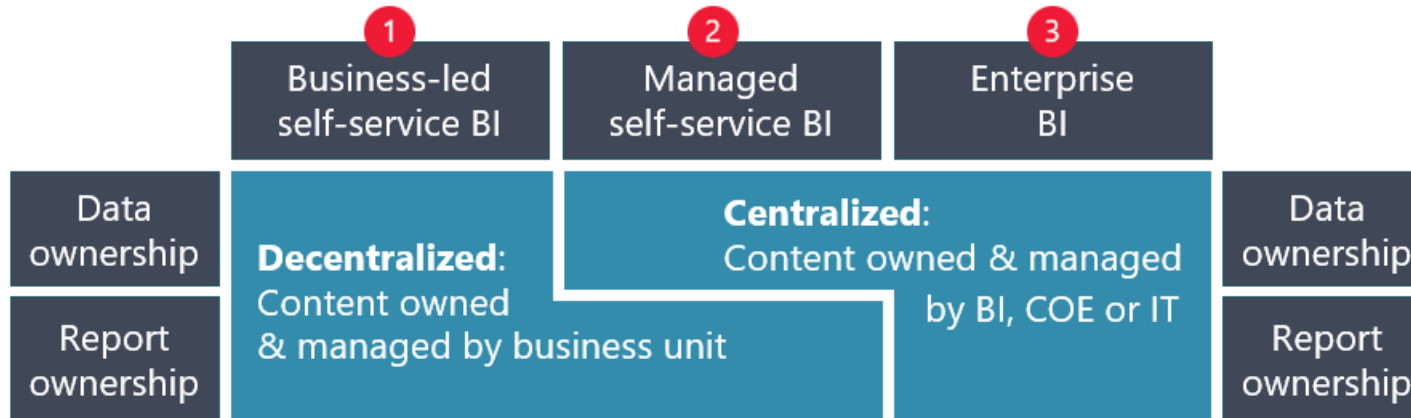 1
Business-led
self-service BI
2
Managed
self-service BI
3
Enterprise
BI
Data
ownership
Report
ownership
Decentralized:
Content owned
& managed by business unit
Centralized:
Content owned & managed
by BI, COE or IT
Data
ownership
Report
ownership